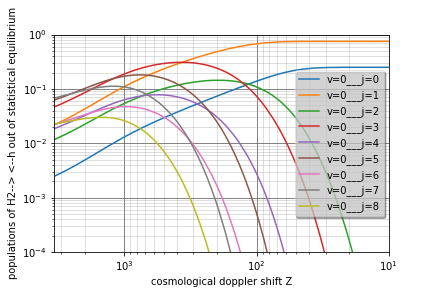 populations of H2--> <--h out of statistical equilibrium
10⁰
10⁻¹
10⁻²
10⁻³
10⁻⁴
v=0___j=0
v=0___j=1
v=0___j=2
v=0___j=3
v=0___j=4
v=0___j=5
v=0___j=6
v=0___j=7
v=0___j=8
10³ 10² 10¹
cosmological doppler shift Z